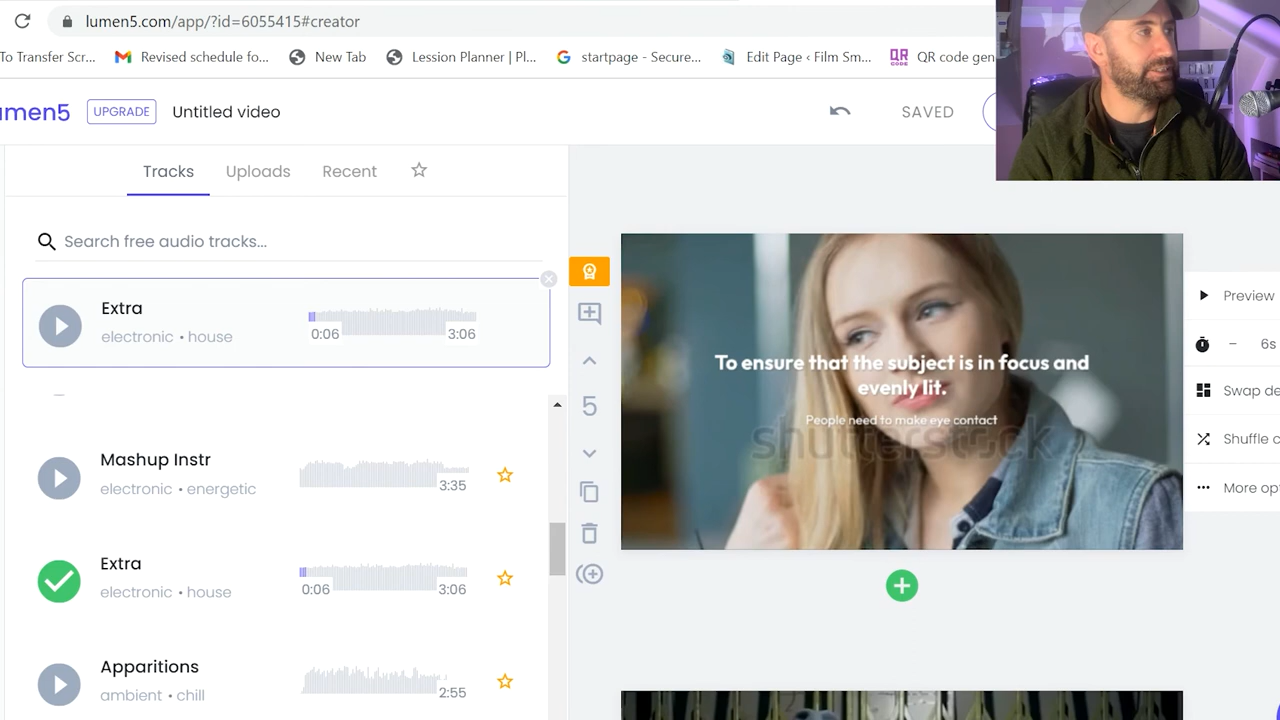 lumen5.com/app/?id=6055415#creator
To Transfer Scr...
Revised schedule fo...
New Tab
Lession Planner | Pl...
startpage - Secure...
Edit Page ‹ Film Sm...
QR CODE
QR code gen
umen5
UPGRADE
Untitled video
SAVED
Tracks
Uploads
Recent
Search free audio tracks...
Extra
electronic • house
0:06
3:06
Mashup Instr
electronic • energetic
3:35
Extra
electronic • house
0:06
3:06
Apparitions
ambient • chill
2:55
5
To ensure that the subject is in focus and
evenly lit.
People need to make eye contact
shutterstock
Preview
− 6s
Swap de
Shuffle c
More opt